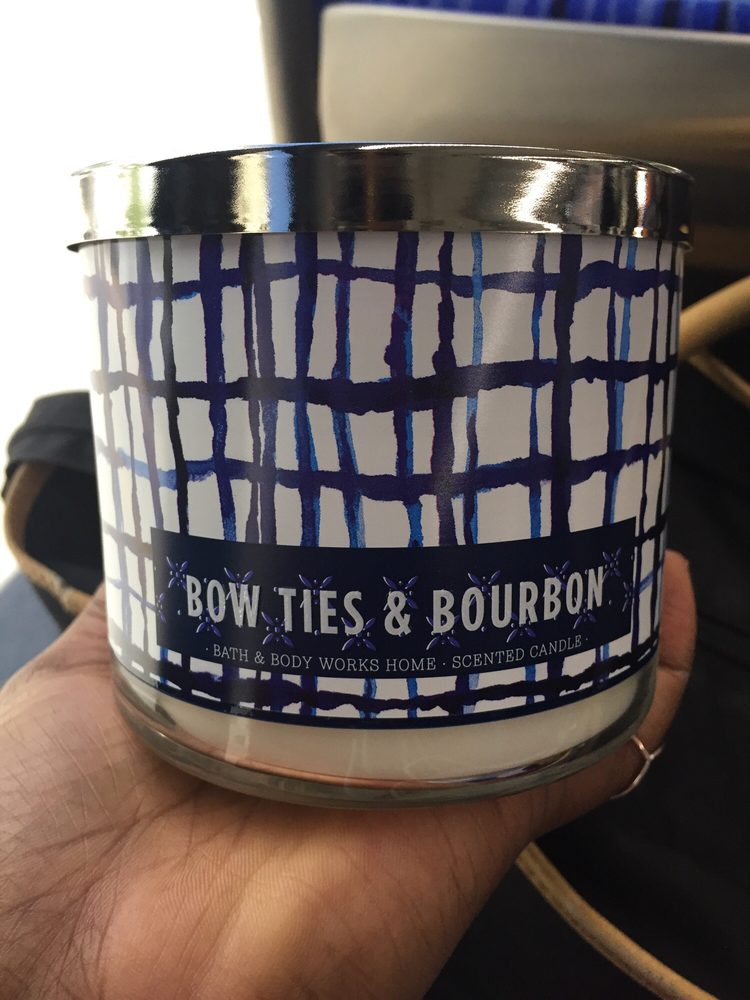 BOW TIES & BOURBON
· BATH & BODY WORKS HOME · SCENTED CANDLE ·